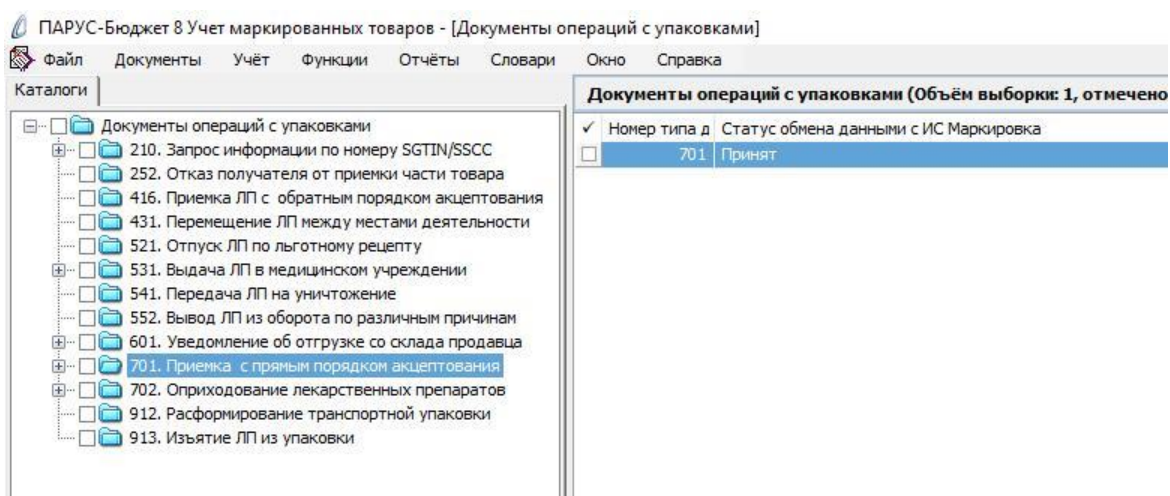 ПАРУС-Бюджет 8 Учет маркированных товаров - [Документы операций с упаковками]
Файл Документы Учёт Функции Отчёты Словари Окно Справка
Каталоги
Документы операций с упаковками
210. Запрос информации по номеру SGTIN/SSCC
252. Отказ получателя от приемки части товара
416. Приемка ЛП с обратным порядком акцептования
431. Перемещение ЛП между местами деятельности
521. Отпуск ЛП по льготному рецепту
531. Выдача ЛП в медицинском учреждении
541. Передача ЛП на уничтожение
552. Вывод ЛП из оборота по различным причинам
601. Уведомление об отгрузке со склада продавца
701. Приемка с прямым порядком акцептования
702. Оприходование лекарственных препаратов
912. Расформирование транспортной упаковки
913. Изъятие ЛП из упаковки
Документы операций с упаковками (Объём выборки: 1, отмечено
Номер типа д Статус обмена данными с ИС Маркировка
701 Принят